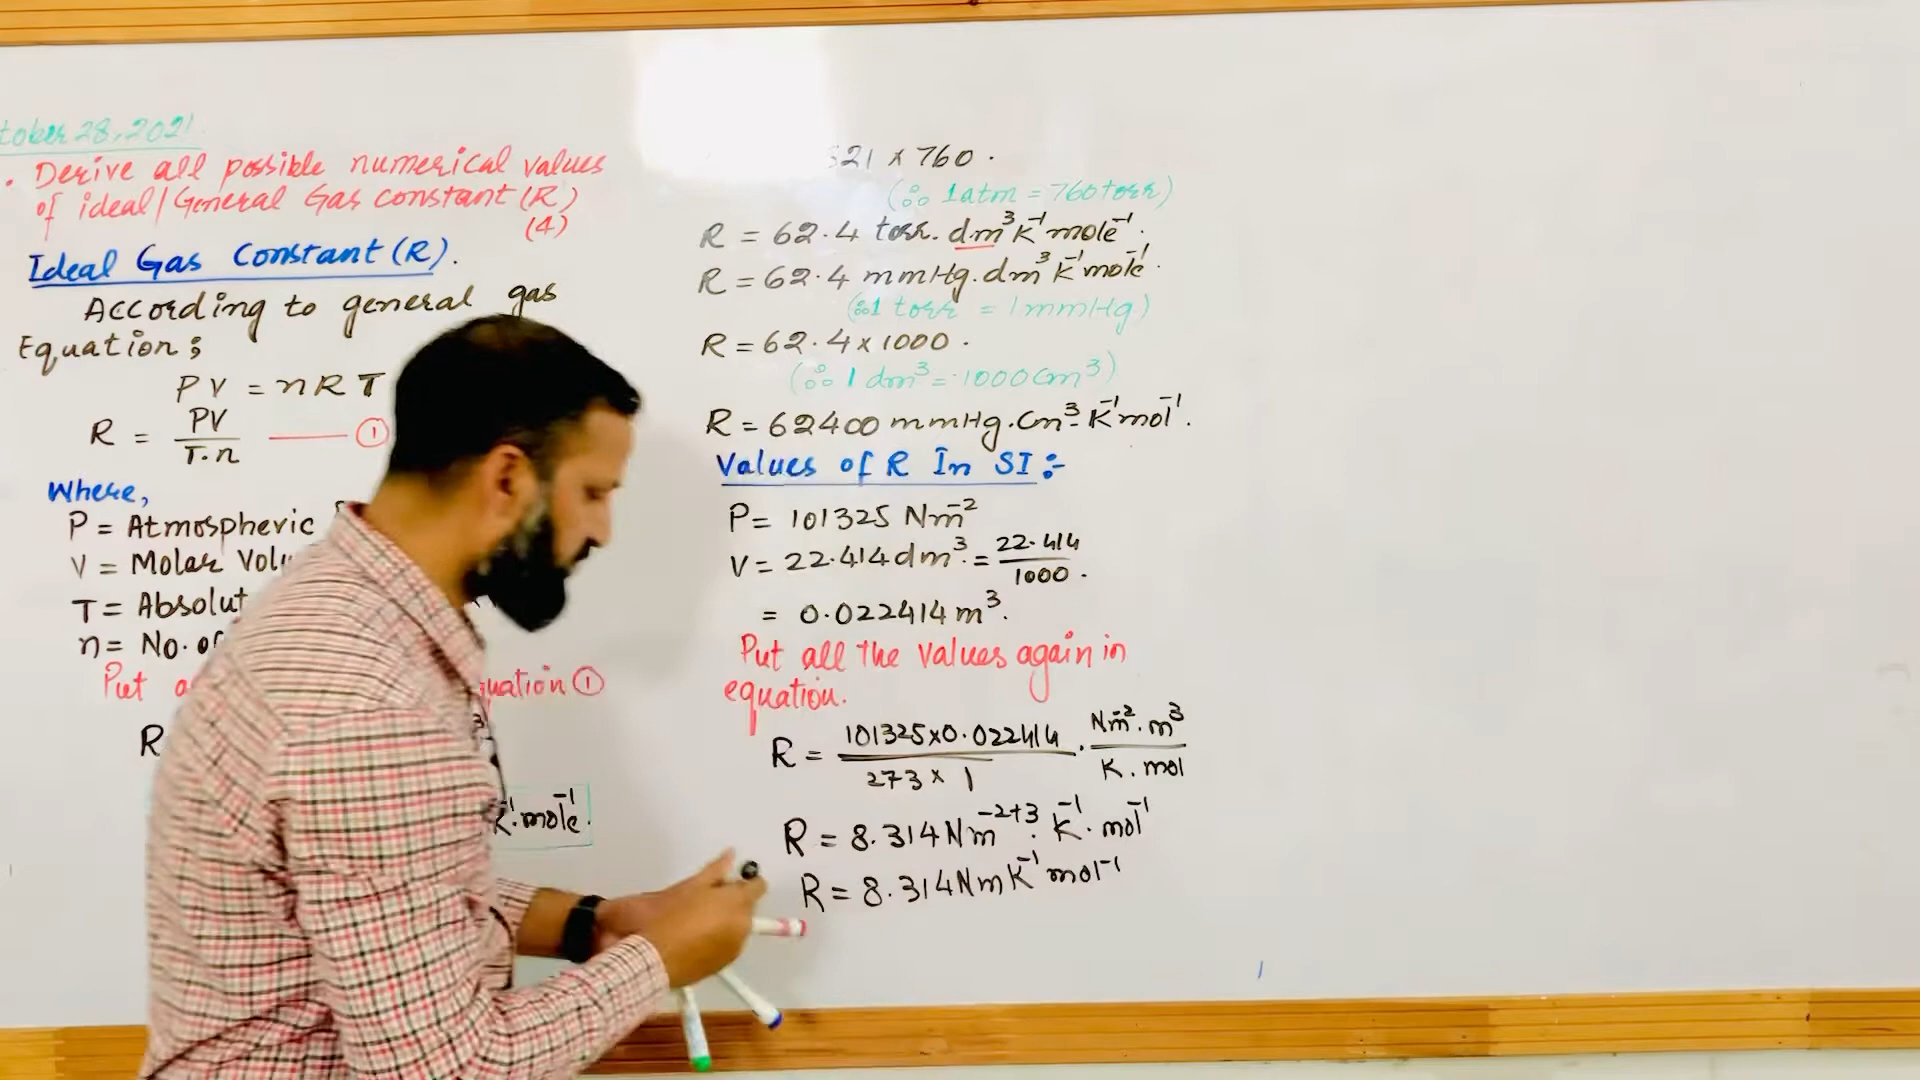 tober 28, 2021
. Derive all possible numerical values
of ideal/General Gas constant (R)
(4)
Ideal Gas Constant (R).
According to general gas
Equation;
PV = nRT
R = PV / T.n ——— ①
Where,
P = Atmospheric
V = Molar
T = Absolut
n = No. of
Put
quation ①
R
K⁻¹.mole⁻¹.
321 x 760 .
(∵ 1atm = 760 torr)
R = 62.4 torr. dm³ K⁻¹ mole⁻¹.
R = 62.4 mmHg. dm³ K⁻¹ mole⁻¹.
(∵ 1 torr = 1mmHg)
R = 62.4 x 1000 .
(∵ 1 dm³ = 1000 cm³)
R = 62400 mmHg. Cm³ K⁻¹ mol⁻¹.
Values of R In SI :-
P = 101325 Nm⁻²
V = 22.414 dm³. = 22.414 / 1000 .
= 0.022414 m³.
Put all the values again in
equation.
R = 101325x0.022414 / 273 x 1 . Nm⁻². m³ / K. mol
R = 8.314 Nm⁻²⁺³. K⁻¹. mol⁻¹
R = 8.314 Nm K⁻¹ mol⁻¹